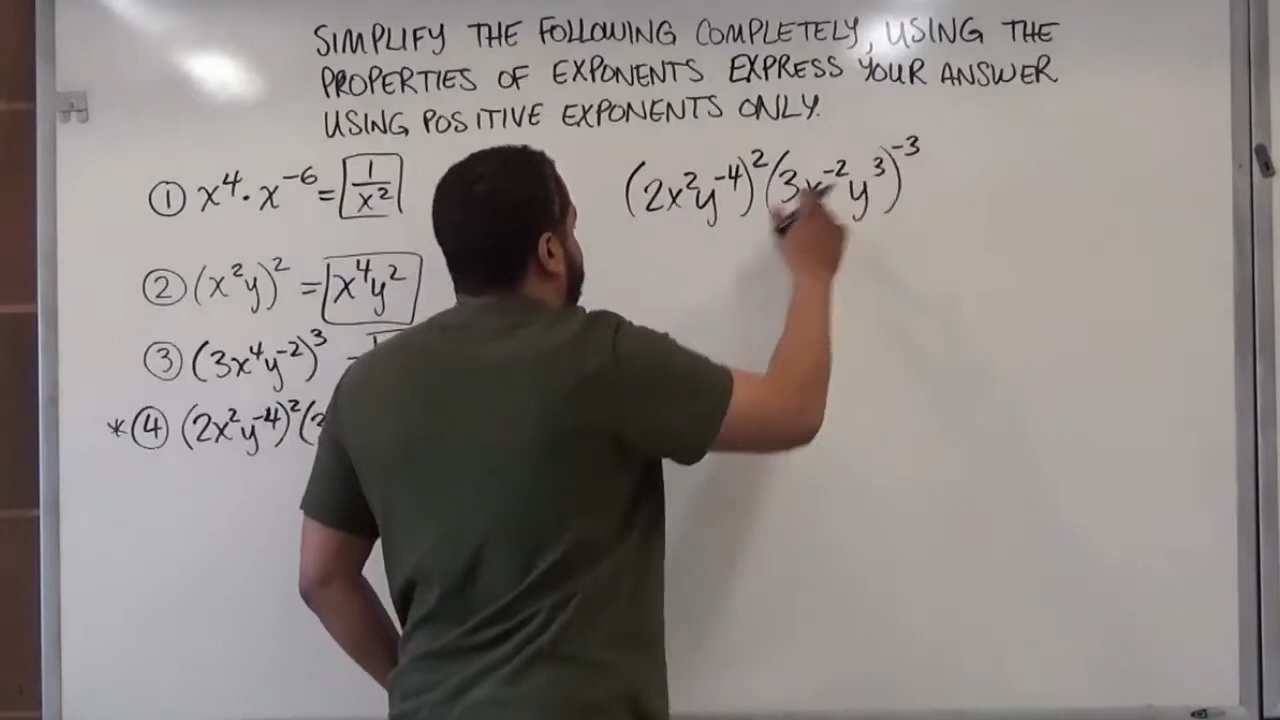 SIMPLIFY THE FOLLOWING COMPLETELY, USING THE
PROPERTIES OF EXPONENTS EXPRESS YOUR ANSWER
USING POSITIVE EXPONENTS ONLY.
① x⁴·x⁻⁶ = 1/x²
② (x²y)² = x⁴y²
③ (3x⁴y⁻²)³
*④ (2x²y⁻⁴)²(
(2x²y⁻⁴)²(3x⁻²y³)⁻³